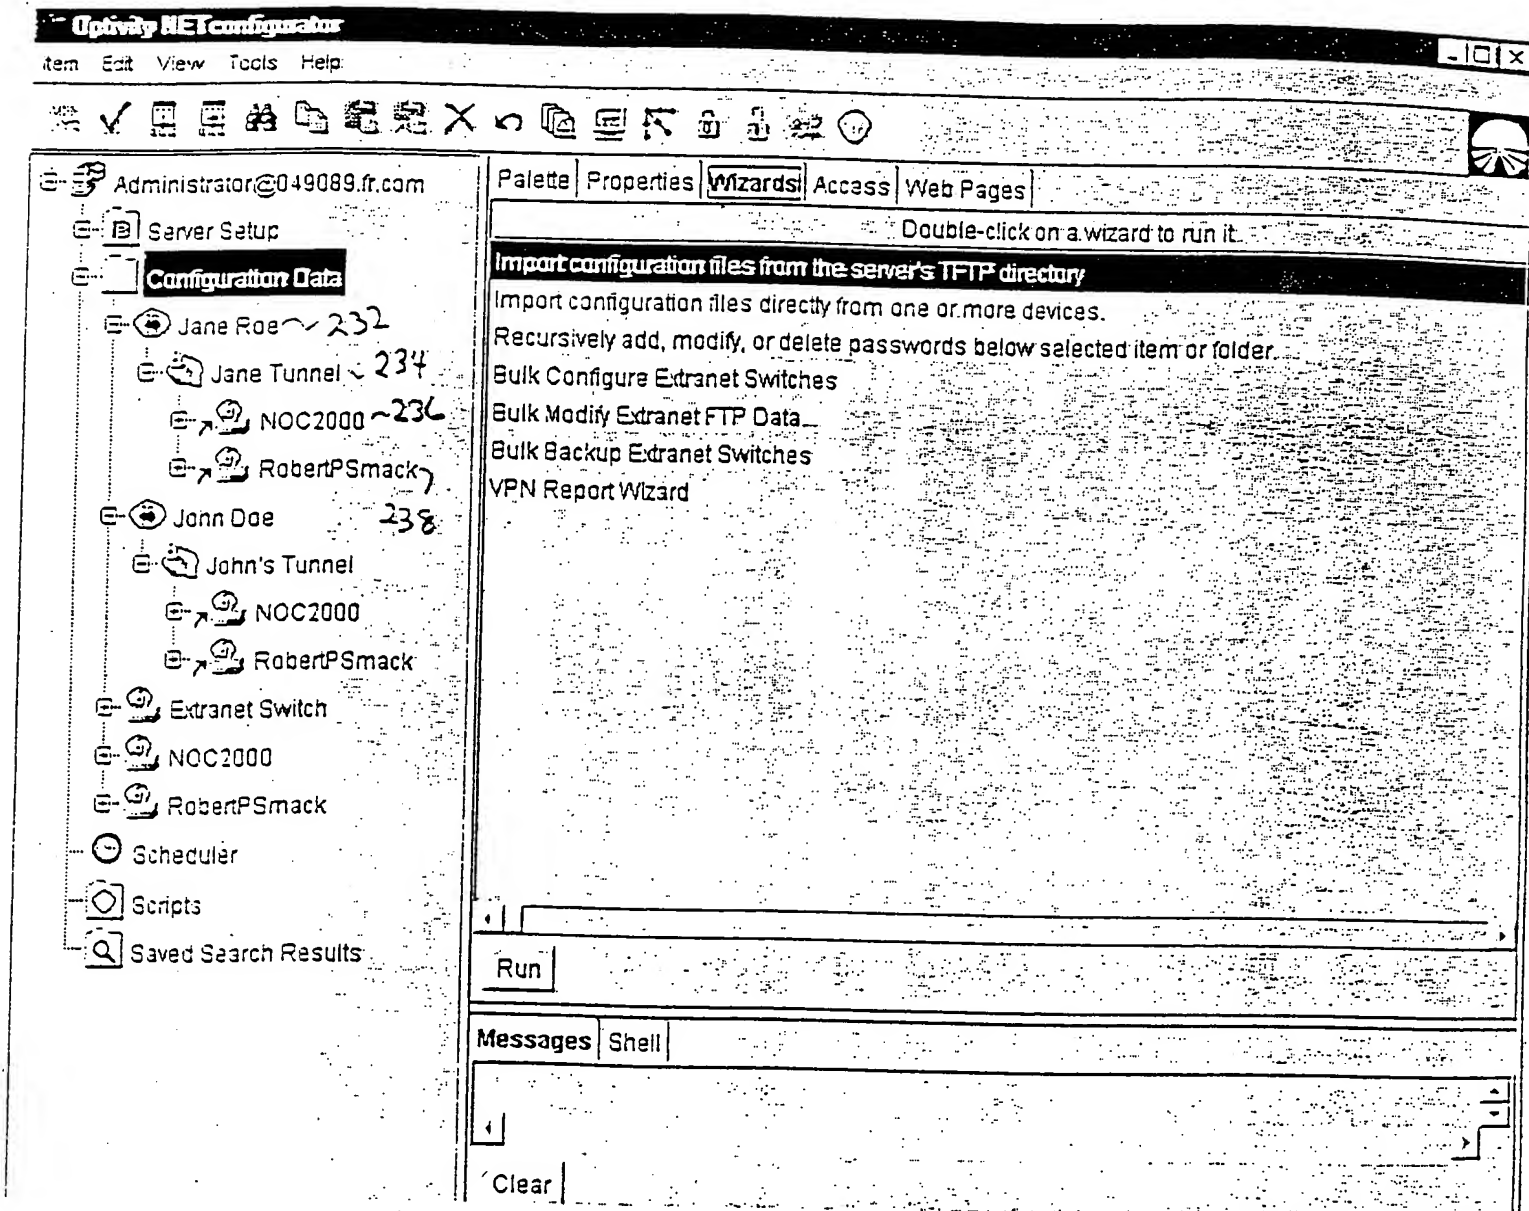 Optivity NETconfigurator
Item Edit View Tools Help
Administrator@049089.fr.com
Server Setup
Configuration Data
Jane Roe 232
Jane Tunnel 234
NOC2000 236
RobertPSmack
John Doe 238
John's Tunnel
NOC2000
RobertPSmack
Extranet Switch
NOC2000
RobertPSmack
Scheduler
Scripts
Saved Search Results
Palette Properties Wizards Access Web Pages
Double-click on a wizard to run it.
Import configuration files from the server's TFTP directory
Import configuration files directly from one or more devices.
Recursively add, modify, or delete passwords below selected item or folder.
Bulk Configure Extranet Switches
Bulk Modify Extranet FTP Data
Bulk Backup Extranet Switches
VPN Report Wizard
Run
Messages Shell
Clear